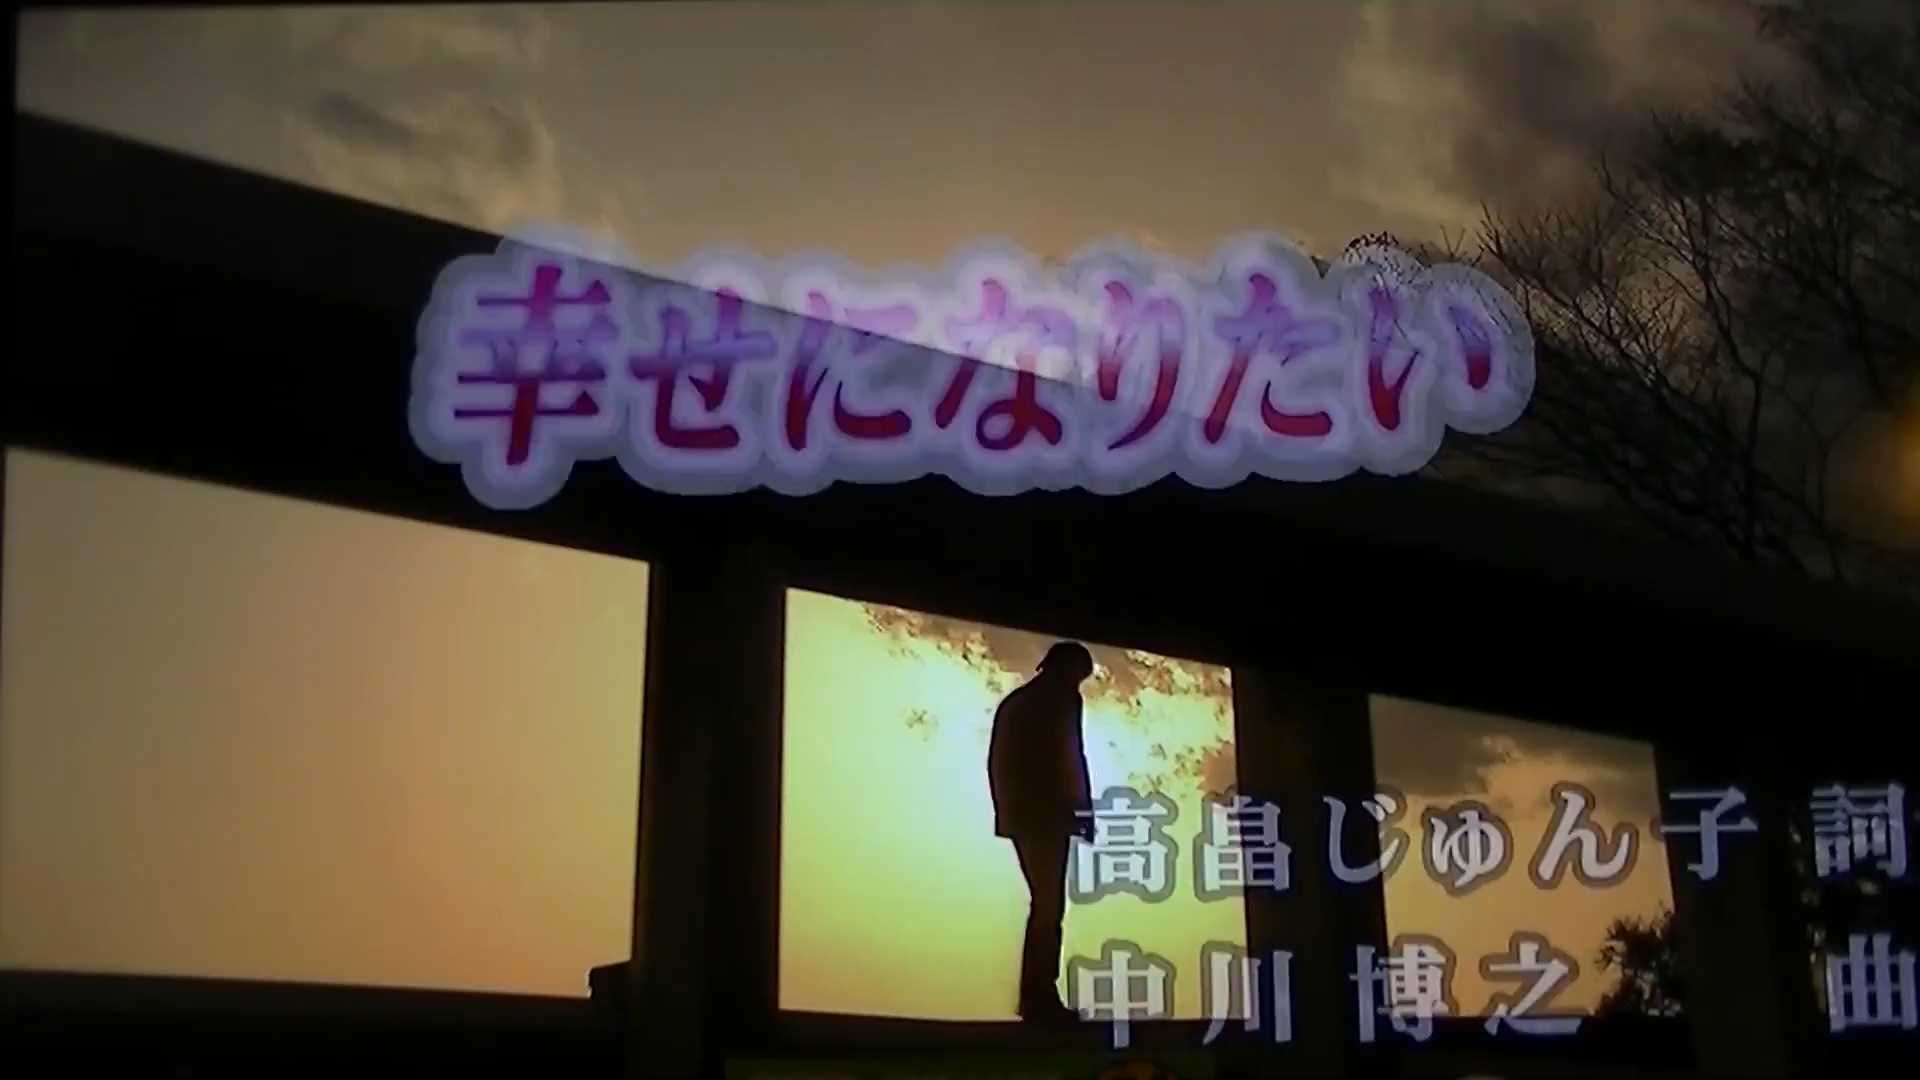 幸せになりたい
高畠じゅん子 詞
中川博之 曲